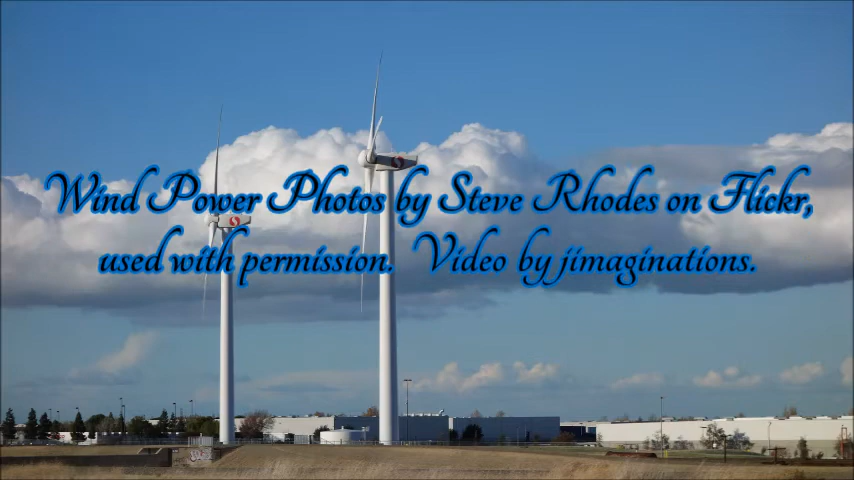 Wind Power Photos by Steve Rhodes on Flickr,
used with permission. Video by jimaginations.